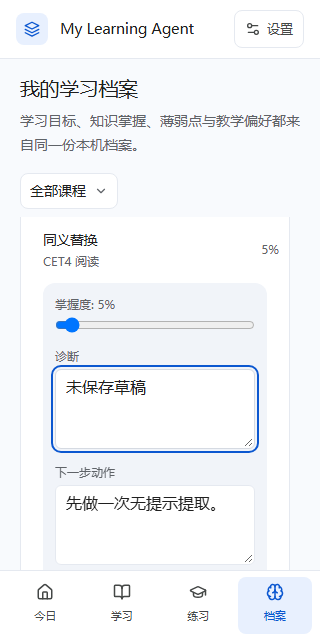 My Learning Agent
设置
我的学习档案
学习目标、知识掌握、薄弱点与教学偏好都来
自同一份本机档案。
全部课程
同义替换
5%
CET4 阅读
掌握度: 5%
诊断
未保存草稿
下一步动作
先做一次无提示提取。
今日
学习
练习
档案